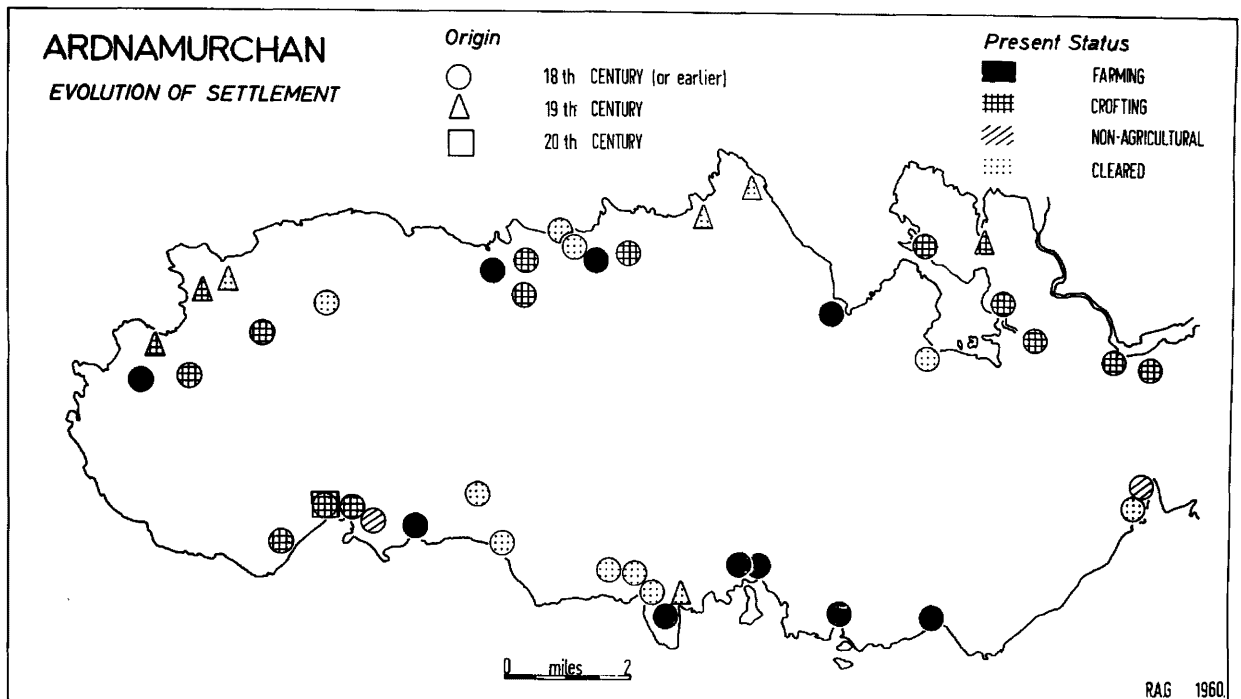 ARDNAMURCHAN
EVOLUTION OF SETTLEMENT
Origin
18 th CENTURY (or earlier)
19 th CENTURY
20 th CENTURY
Present Status
FARMING
CROFTING
NON-AGRICULTURAL
CLEARED
0 miles 2
RAG 1960.